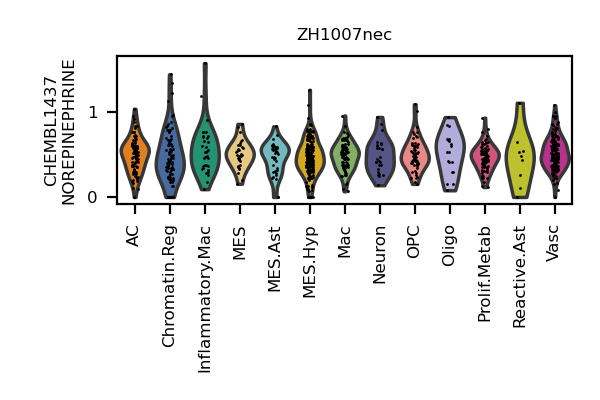 ZH1007nec
CHEMBL1437
NOREPINEPHRINE
1
0
AC
Chromatin.Reg
Inflammatory.Mac
MES
MES.Ast
MES.Hyp
Mac
Neuron
OPC
Oligo
Prolif.Metab
Reactive.Ast
Vasc